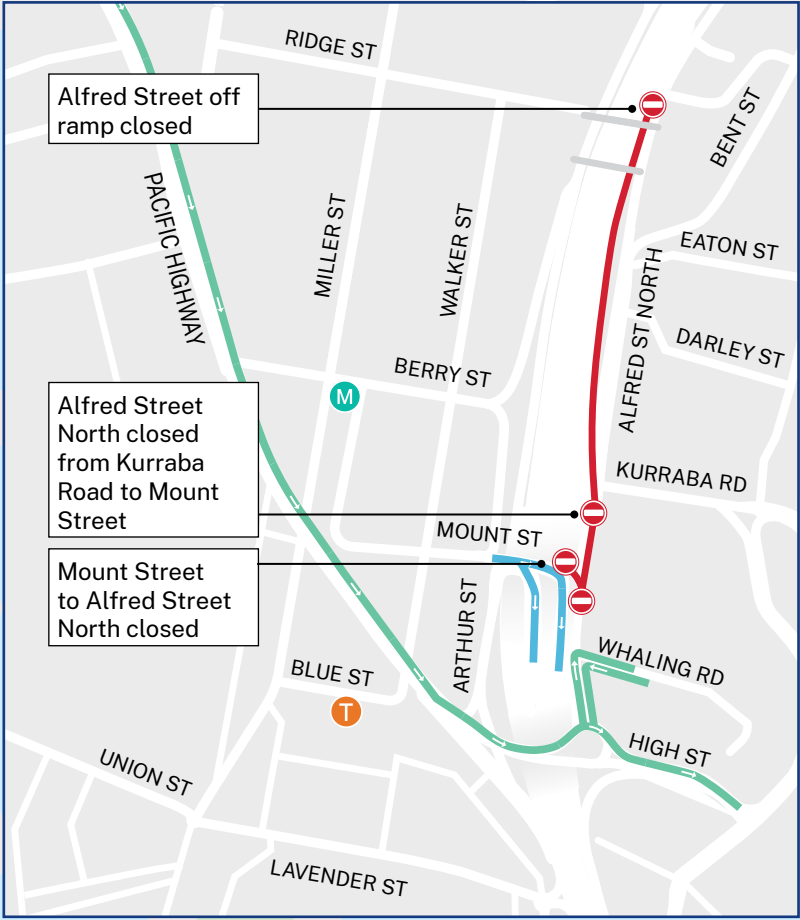 RIDGE ST
Alfred Street off
ramp closed
BENT ST
PACIFIC HIGHWAY
MILLER ST
WALKER ST
EATON ST
ALFRED ST NORTH
DARLEY ST
BERRY ST
M
Alfred Street
North closed
from Kurraba
Road to Mount
Street
KURRABA RD
MOUNT ST
Mount Street
to Alfred Street
North closed
ARTHUR ST
WHALING RD
BLUE ST
T
HIGH ST
UNION ST
LAVENDER ST